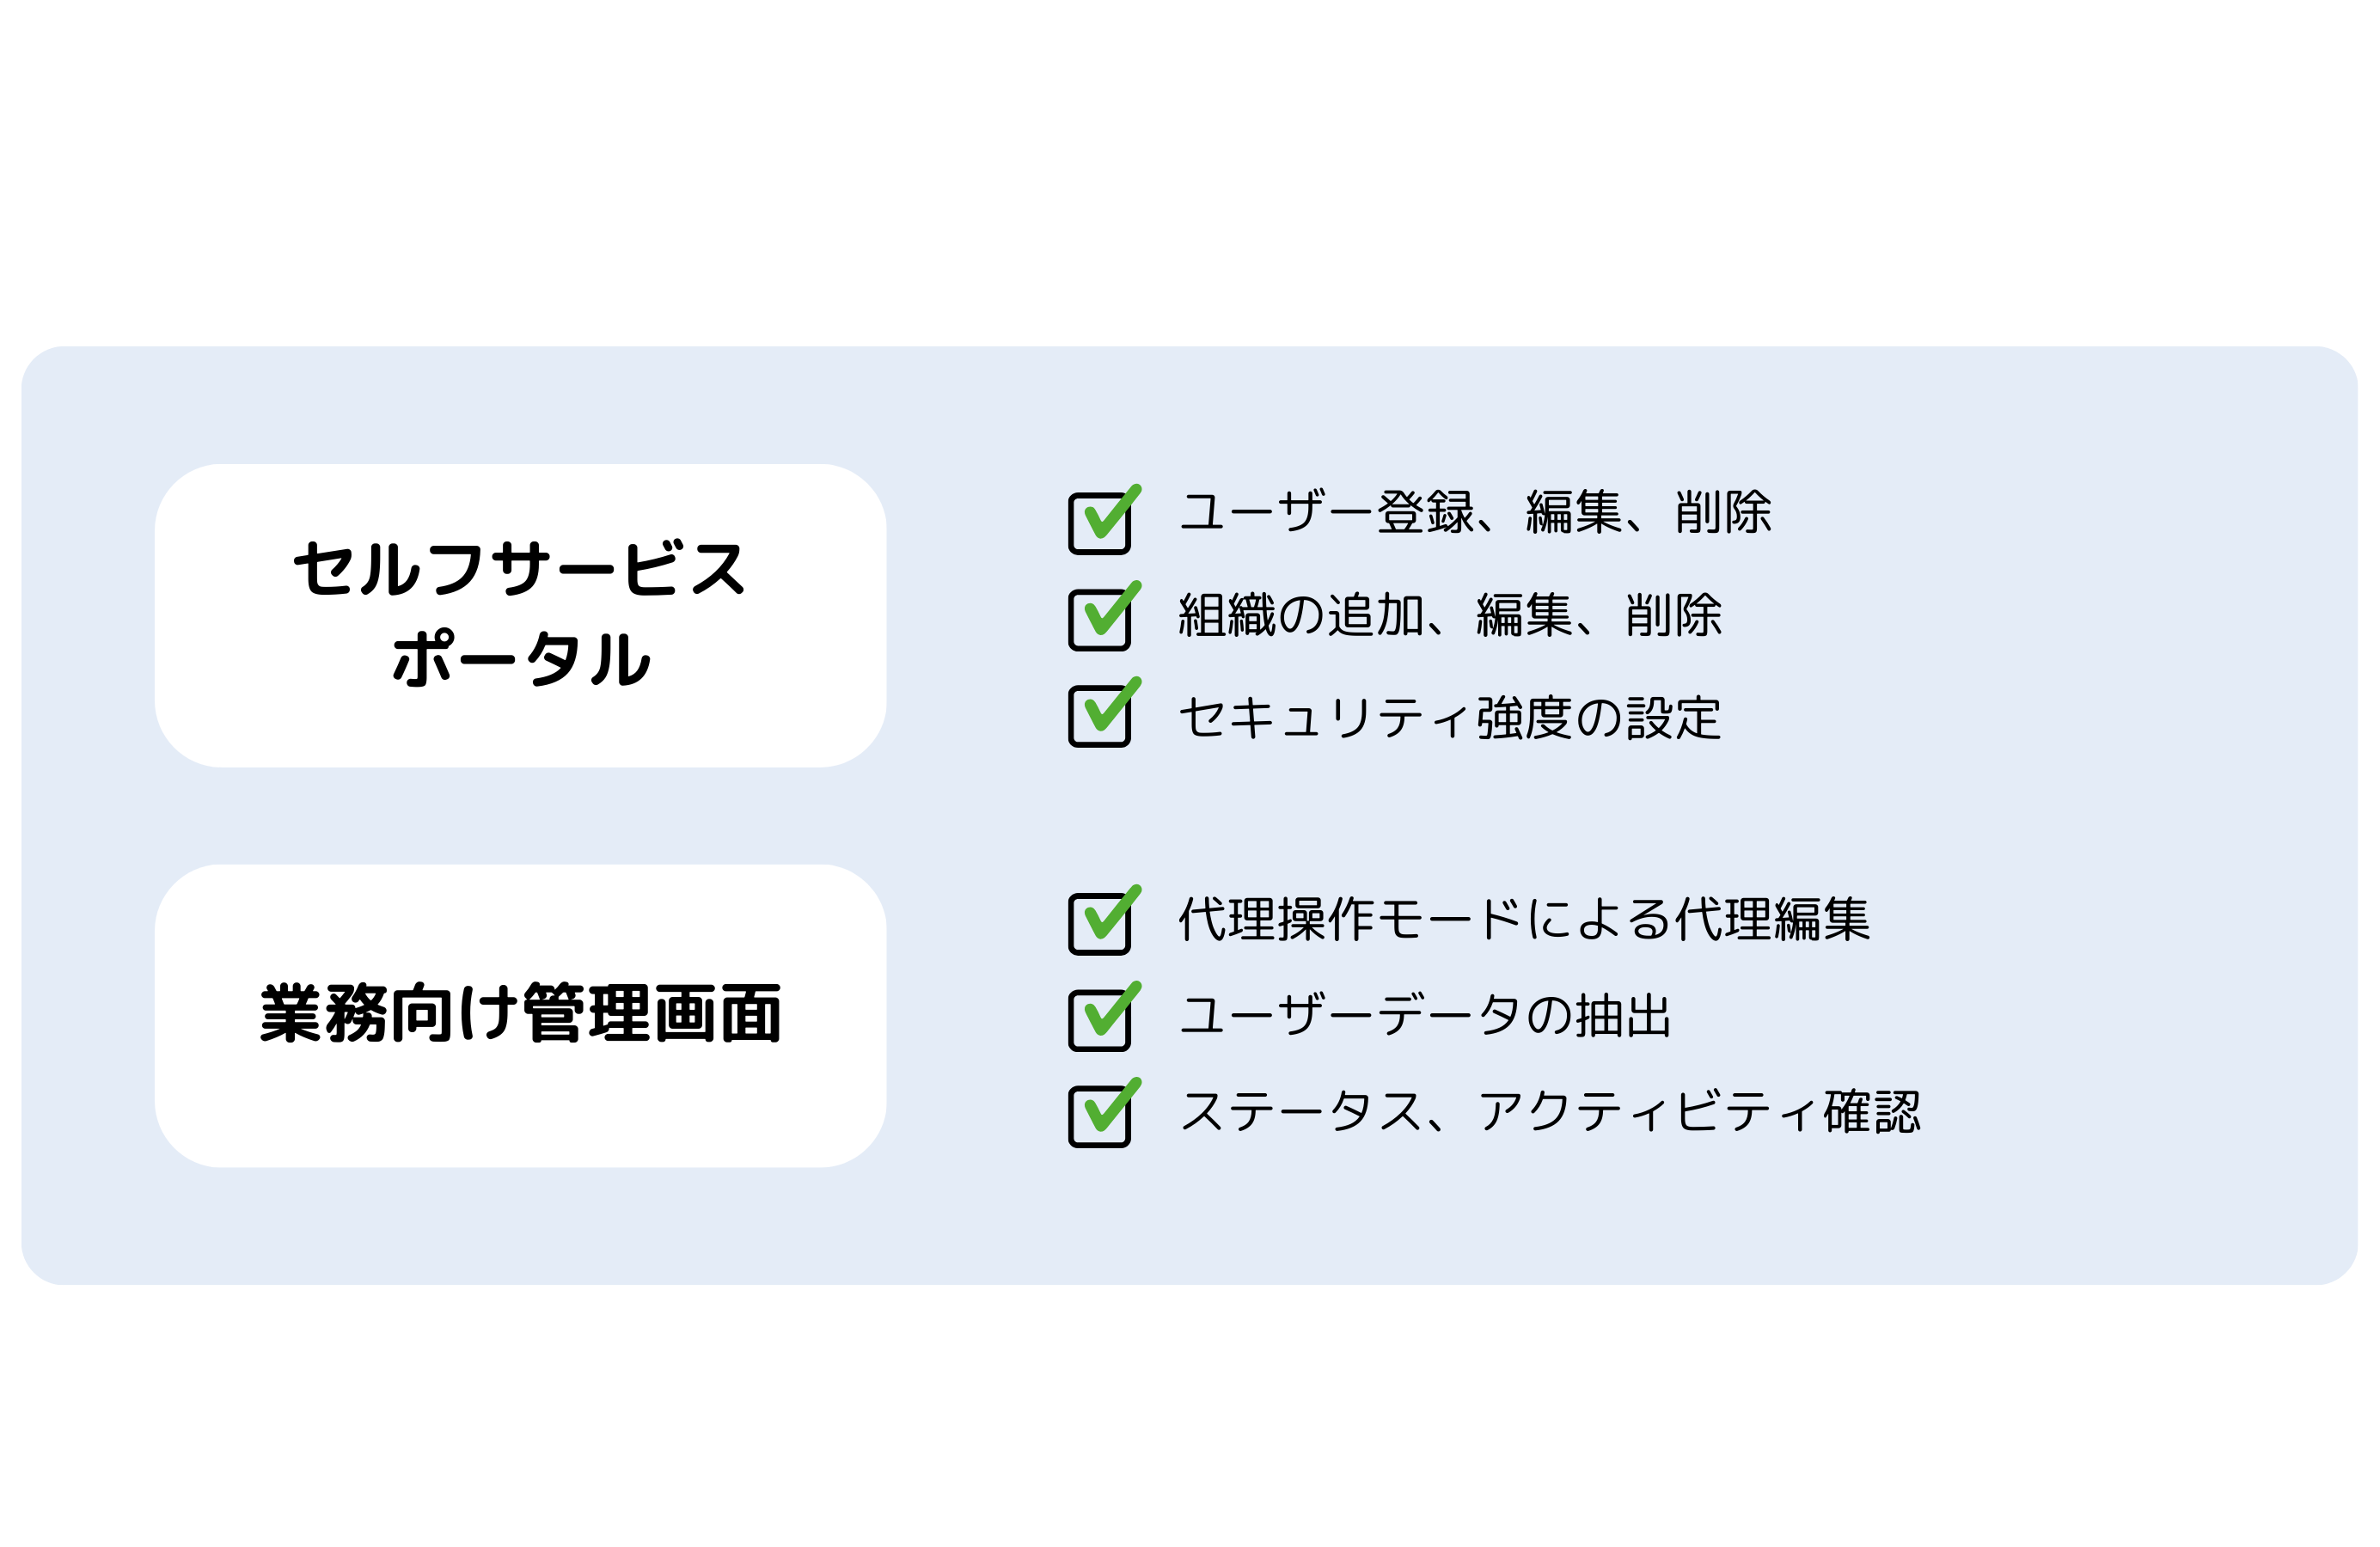 セルフサービス
ポータル
ユーザー登録、編集、削除
組織の追加、編集、削除
セキュリティ強度の設定
業務向け管理画面
代理操作モードによる代理編集
ユーザーデータの抽出
ステータス、アクティビティ確認